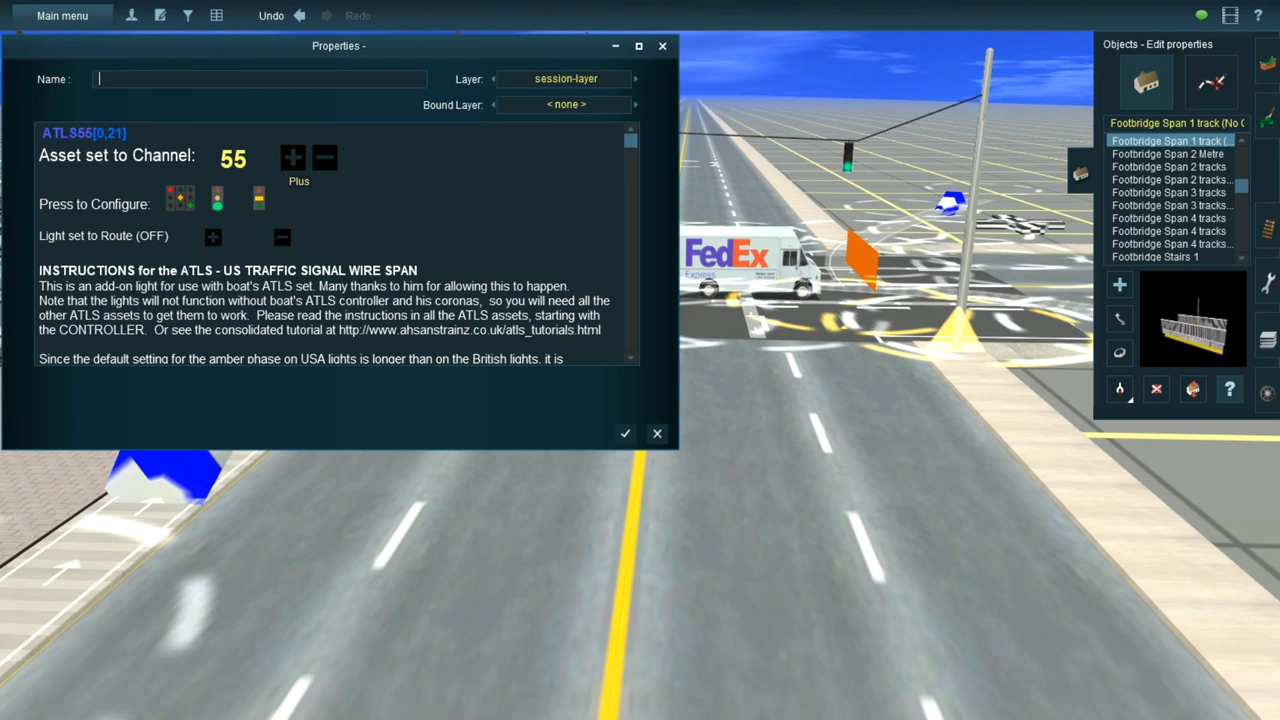 Main menu
Undo
Redo
?
Properties -
Name :
Layer:
session-layer
Bound Layer:
< none >
ATLS55[0,21]
Asset set to Channel:
55
Plus
Press to Configure:
Light set to Route (OFF)
INSTRUCTIONS for the ATLS - US TRAFFIC SIGNAL WIRE SPAN
This is an add-on light for use with boat's ATLS set. Many thanks to him for allowing this to happen.
Note that the lights will not function without boat's ATLS controller and his coronas, so you will need all the
other ATLS assets to get them to work. Please read the instructions in all the ATLS assets, starting with
the CONTROLLER. Or see the consolidated tutorial at http://www.ahsanstrainz.co.uk/atls_tutorials.html
Since the default setting for the amber phase on USA lights is longer than on the British lights, it is
FedEx
Express
Objects - Edit properties
Footbridge Span 1 track (No C
Footbridge Span 1 track (...
Footbridge Span 2 Metre
Footbridge Span 2 tracks
Footbridge Span 2 tracks...
Footbridge Span 3 tracks
Footbridge Span 3 tracks...
Footbridge Span 4 tracks
Footbridge Span 4 tracks
Footbridge Span 4 tracks...
Footbridge Stairs 1
?